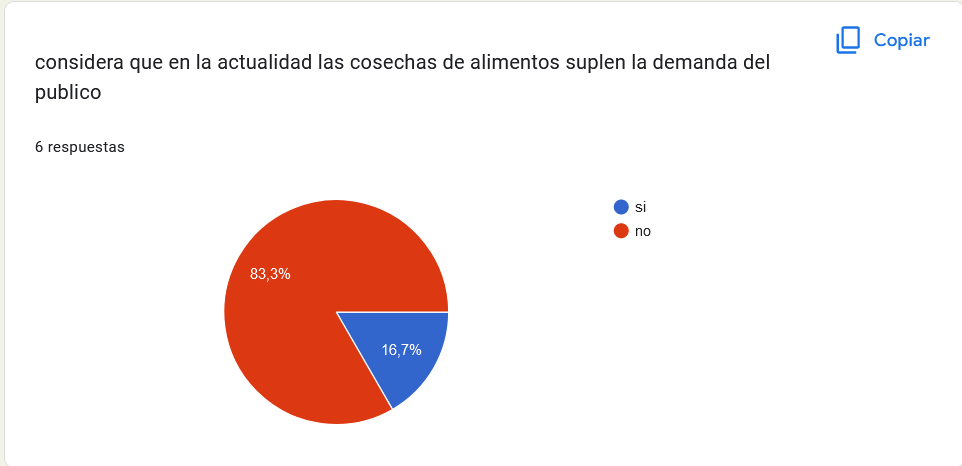 Copiar
considera que en la actualidad las cosechas de alimentos suplen la demanda del
publico
6 respuestas
si
no
83,3%
16,7%